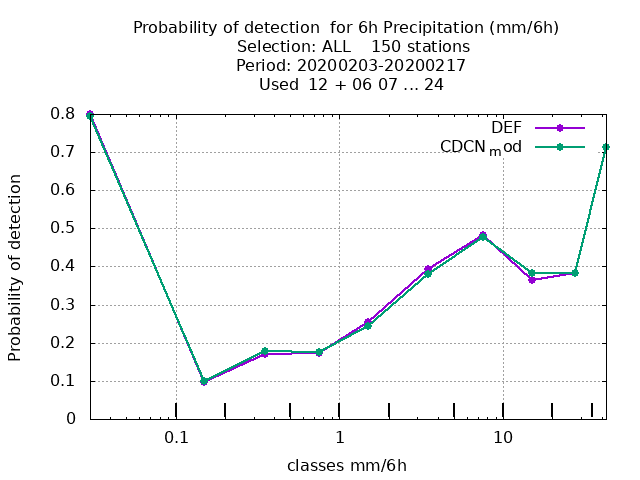 Probability of detection  for 6h Precipitation (mm/6h)
Selection: ALL    150 stations
Period: 20200203-20200217
Used  12 + 06 07 ... 24
DEF
CDCN_mod
Probability of detection
0.8
0.7
0.6
0.5
0.4
0.3
0.2
0.1
0
0.1
1
10
classes mm/6h